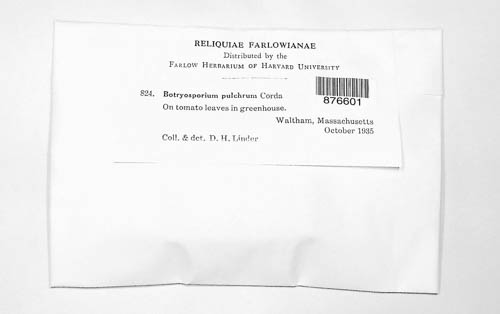 RELIQUIAE FARLOWIANAE
Distributed by the
FARLOW HERBARIUM OF HARVARD UNIVERSITY
876601
824. Botryosporium pulchrum Corda
On tomato leaves in greenhouse.
Waltham, Massachusetts
October 1935
Coll. & det. D. H. Linder